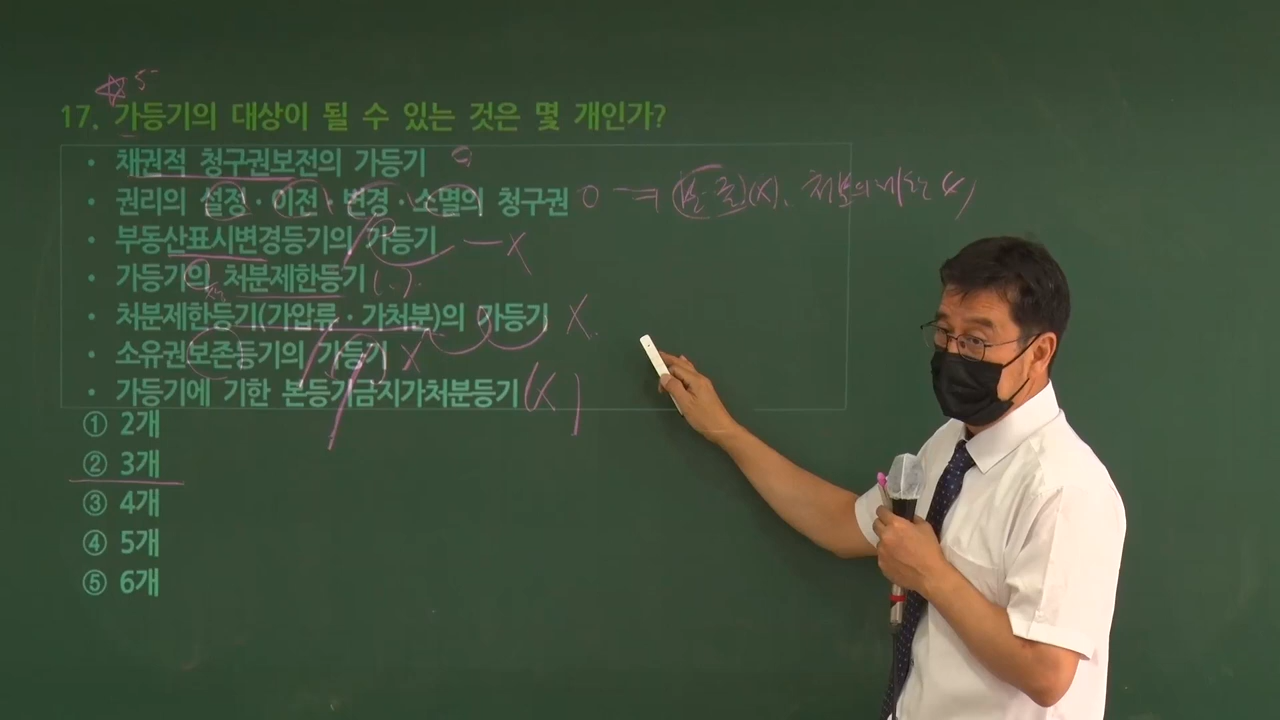 ☆ 5
17. 가등기의 대상이 될 수 있는 것은 몇 개인가?
• 채권적 청구권보전의 가등기 O
• 권리의 설정·이전·변경·소멸의 청구권 O → (X), (X)
• 부동산표시변경등기의 가등기 — X
• 가등기의 처분제한등기
• 처분제한등기(가압류·가처분)의 가등기 X.
• 소유권보존등기의 가등기 X
• 가등기에 기한 본등기금지가처분등기 (X)
① 2개
② 3개
③ 4개
④ 5개
⑤ 6개